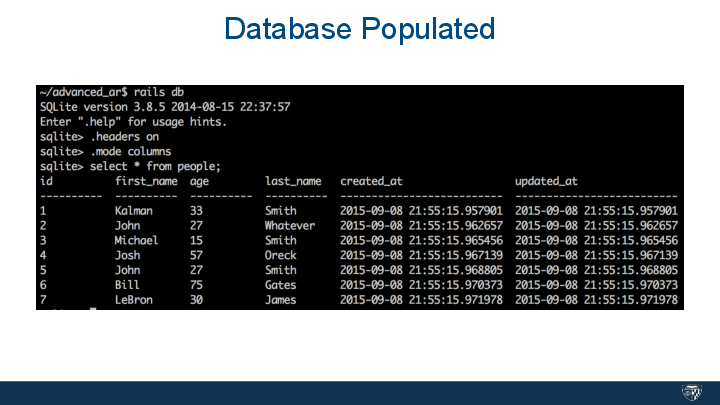 Database Populated
~/advanced_ar$ rails db
SQLite version 3.8.5 2014-08-15 22:37:57
Enter ".help" for usage hints.
sqlite> .headers on
sqlite> .mode columns
sqlite> select * from people;
id first_name age last_name created_at updated_at
---------- ---------- ---------- ---------- -------------------------- --------------------------
1 Kalman 33 Smith 2015-09-08 21:55:15.957901 2015-09-08 21:55:15.957901
2 John 27 Whatever 2015-09-08 21:55:15.962657 2015-09-08 21:55:15.962657
3 Michael 15 Smith 2015-09-08 21:55:15.965456 2015-09-08 21:55:15.965456
4 Josh 57 Oreck 2015-09-08 21:55:15.967139 2015-09-08 21:55:15.967139
5 John 27 Smith 2015-09-08 21:55:15.968805 2015-09-08 21:55:15.968805
6 Bill 75 Gates 2015-09-08 21:55:15.970373 2015-09-08 21:55:15.970373
7 LeBron 30 James 2015-09-08 21:55:15.971978 2015-09-08 21:55:15.971978